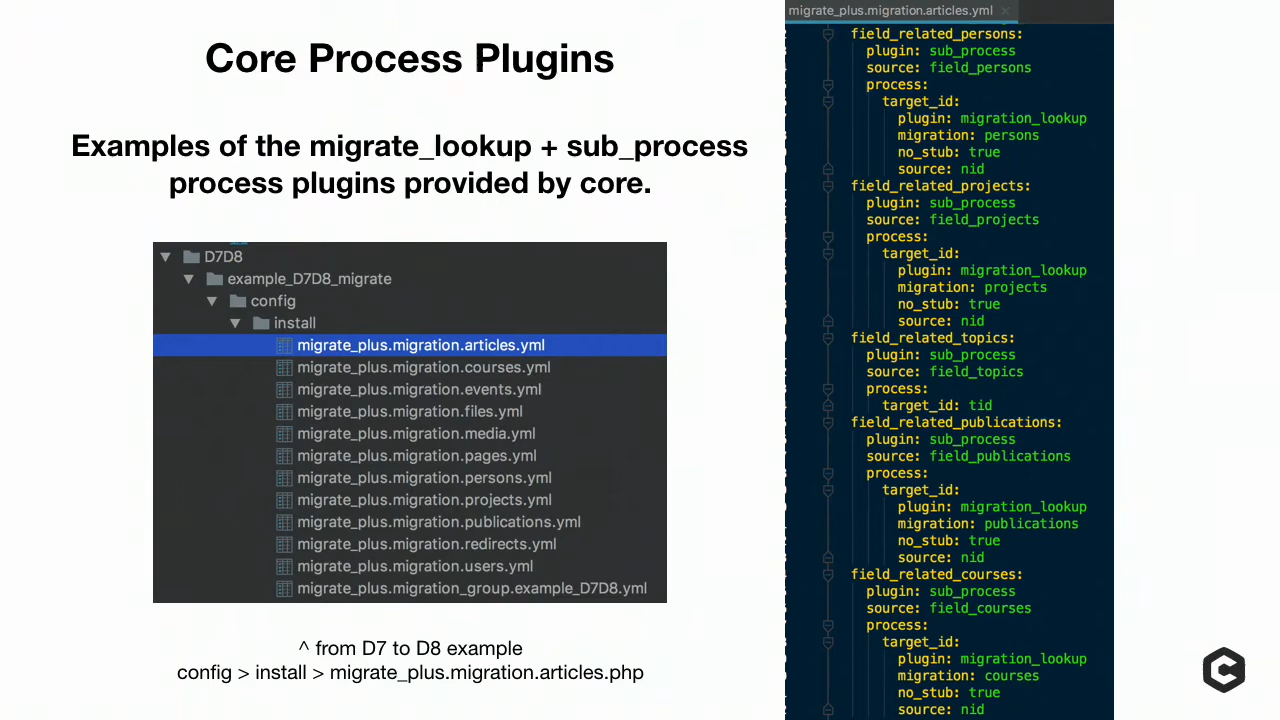 Core Process Plugins
Examples of the migrate_lookup + sub_process
process plugins provided by core.
D7D8
example_D7D8_migrate
config
install
migrate_plus.migration.articles.yml
migrate_plus.migration.courses.yml
migrate_plus.migration.events.yml
migrate_plus.migration.files.yml
migrate_plus.migration.media.yml
migrate_plus.migration.pages.yml
migrate_plus.migration.persons.yml
migrate_plus.migration.projects.yml
migrate_plus.migration.publications.yml
migrate_plus.migration.redirects.yml
migrate_plus.migration.users.yml
migrate_plus.migration_group.example_D7D8.yml
^ from D7 to D8 example
config > install > migrate_plus.migration.articles.php
migrate_plus.migration.articles.yml ×
field_related_persons:
plugin: sub_process
source: field_persons
process:
target_id:
plugin: migration_lookup
migration: persons
no_stub: true
source: nid
field_related_projects:
plugin: sub_process
source: field_projects
process:
target_id:
plugin: migration_lookup
migration: projects
no_stub: true
source: nid
field_related_topics:
plugin: sub_process
source: field_topics
process:
target_id: tid
field_related_publications:
plugin: sub_process
source: field_publications
process:
target_id:
plugin: migration_lookup
migration: publications
no_stub: true
source: nid
field_related_courses:
plugin: sub_process
source: field_courses
process:
target_id:
plugin: migration_lookup
migration: courses
no_stub: true
source: nid